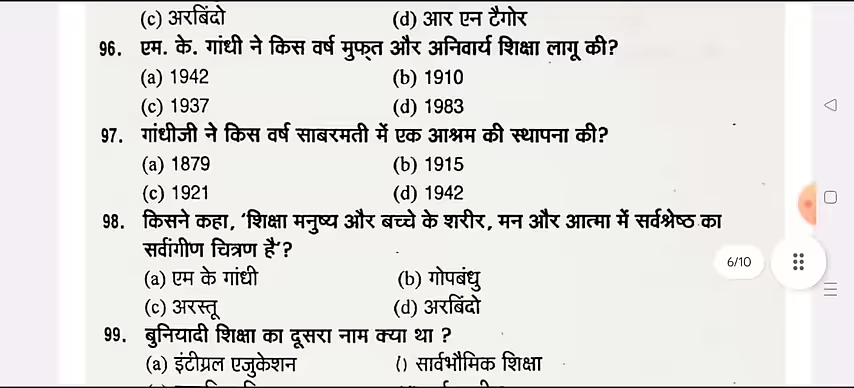 (c) अरबिंदो (d) आर एन टैगोर
96. एम. के. गांधी ने किस वर्ष मुफ्त और अनिवार्य शिक्षा लागू की?
(a) 1942 (b) 1910
(c) 1937 (d) 1983
97. गांधीजी ने किस वर्ष साबरमती में एक आश्रम की स्थापना की?
(a) 1879 (b) 1915
(c) 1921 (d) 1942
98. किसने कहा, 'शिक्षा मनुष्य और बच्चे के शरीर, मन और आत्मा में सर्वश्रेष्ठ का
सर्वांगीण चित्रण है'?
6/10
(a) एम के गांधी (b) गोपबंधु
(c) अरस्तू (d) अरबिंदो
99. बुनियादी शिक्षा का दूसरा नाम क्या था ?
(a) इंटीग्रल एजुकेशन () सार्वभौमिक शिक्षा